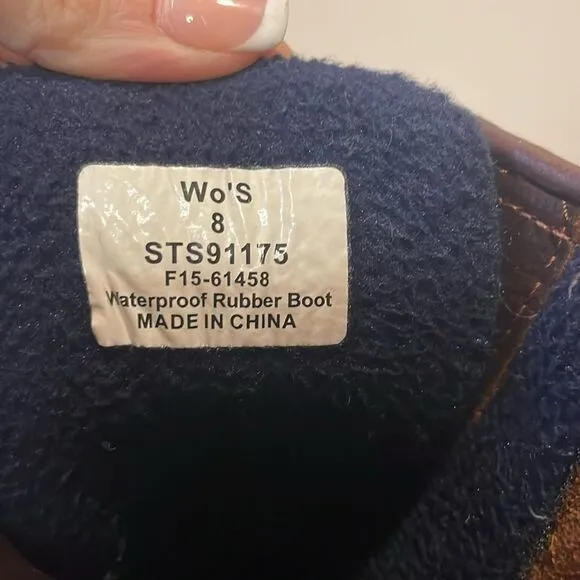 Wo'S
8
STS91175
F15-61458
Waterproof Rubber Boot
MADE IN CHINA